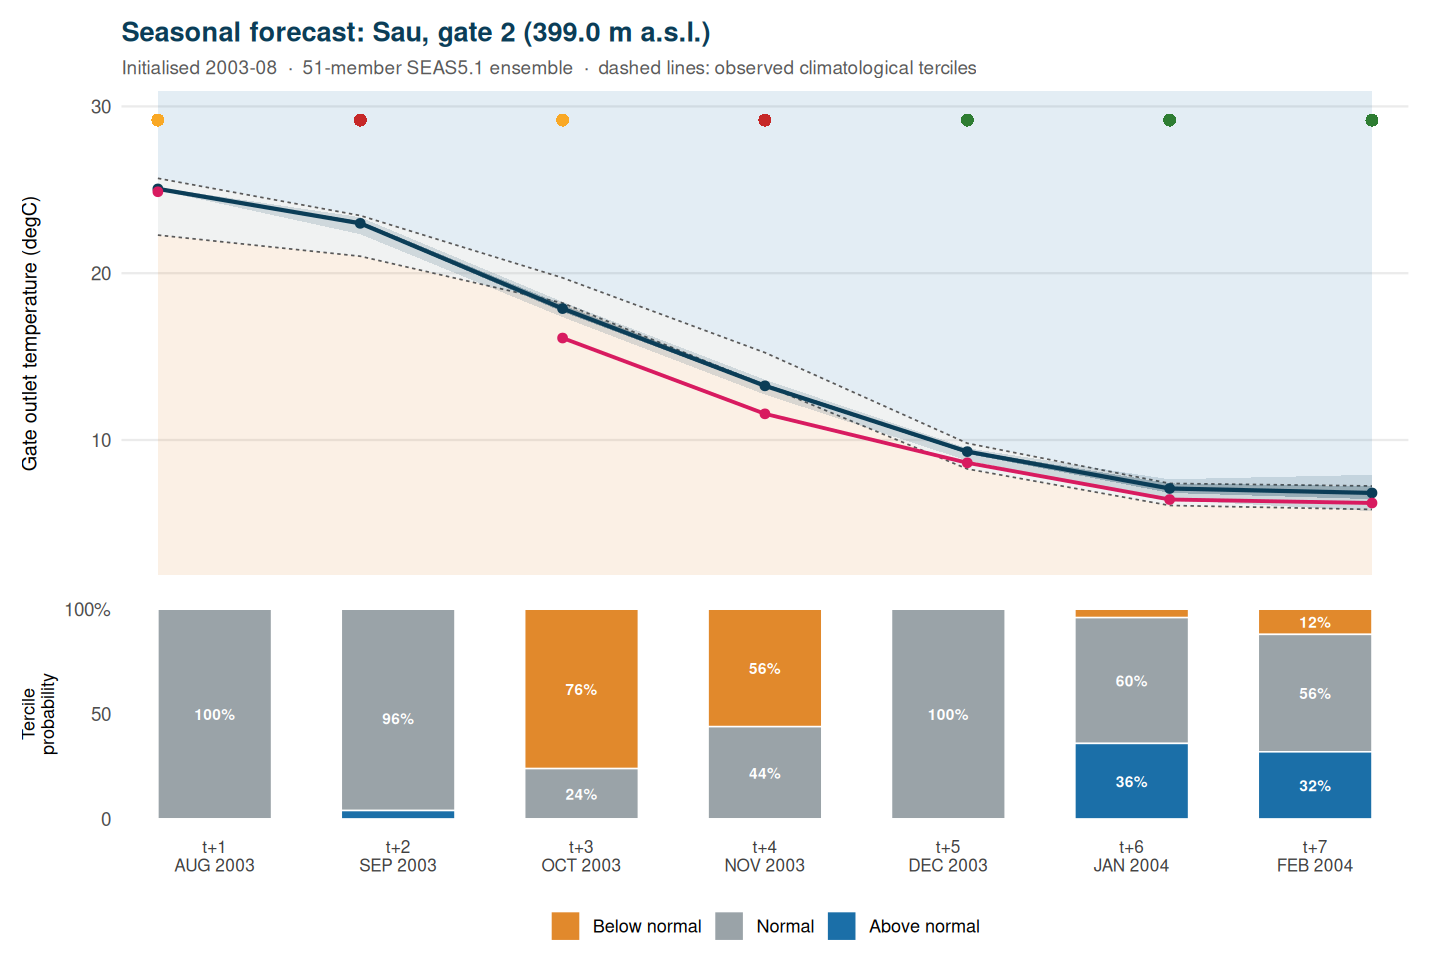 Seasonal forecast: Sau, gate 2 (399.0 m a.s.l.)
Initialised 2003-08 · 51-member SEAS5.1 ensemble · dashed lines: observed climatological terciles
Gate outlet temperature (degC)
30
20
10
Tercile
probability
100%
50
0
100%
96%
76%
24%
56%
44%
100%
60%
36%
12%
56%
32%
t+1
AUG 2003
t+2
SEP 2003
t+3
OCT 2003
t+4
NOV 2003
t+5
DEC 2003
t+6
JAN 2004
t+7
FEB 2004
Below normal
Normal
Above normal